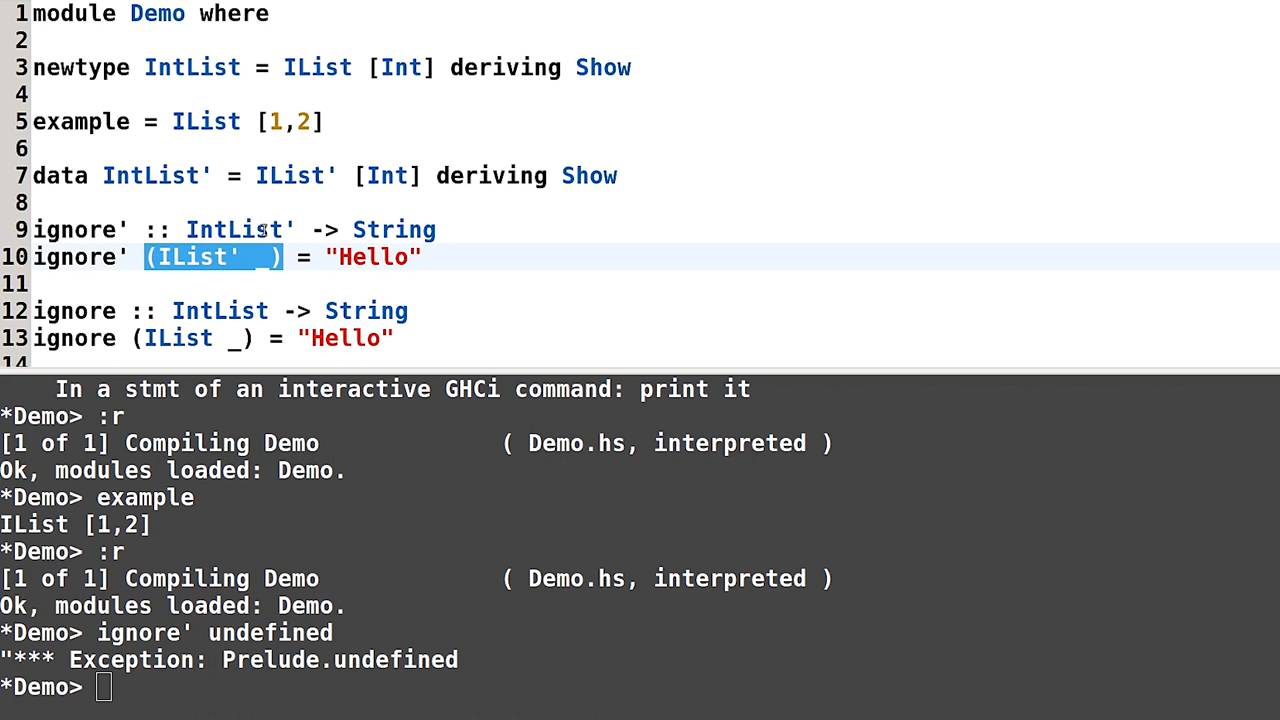 1 module Demo where
2
3 newtype IntList = IList [Int] deriving Show
4
5 example = IList [1,2]
6
7 data IntList' = IList' [Int] deriving Show
8
9 ignore' :: IntList' -> String
10 ignore' (IList' _) = "Hello"
11
12 ignore :: IntList -> String
13 ignore (IList _) = "Hello"
14
In a stmt of an interactive GHCi command: print it
*Demo> :r
[1 of 1] Compiling Demo ( Demo.hs, interpreted )
Ok, modules loaded: Demo.
*Demo> example
IList [1,2]
*Demo> :r
[1 of 1] Compiling Demo ( Demo.hs, interpreted )
Ok, modules loaded: Demo.
*Demo> ignore' undefined
"*** Exception: Prelude.undefined
*Demo>